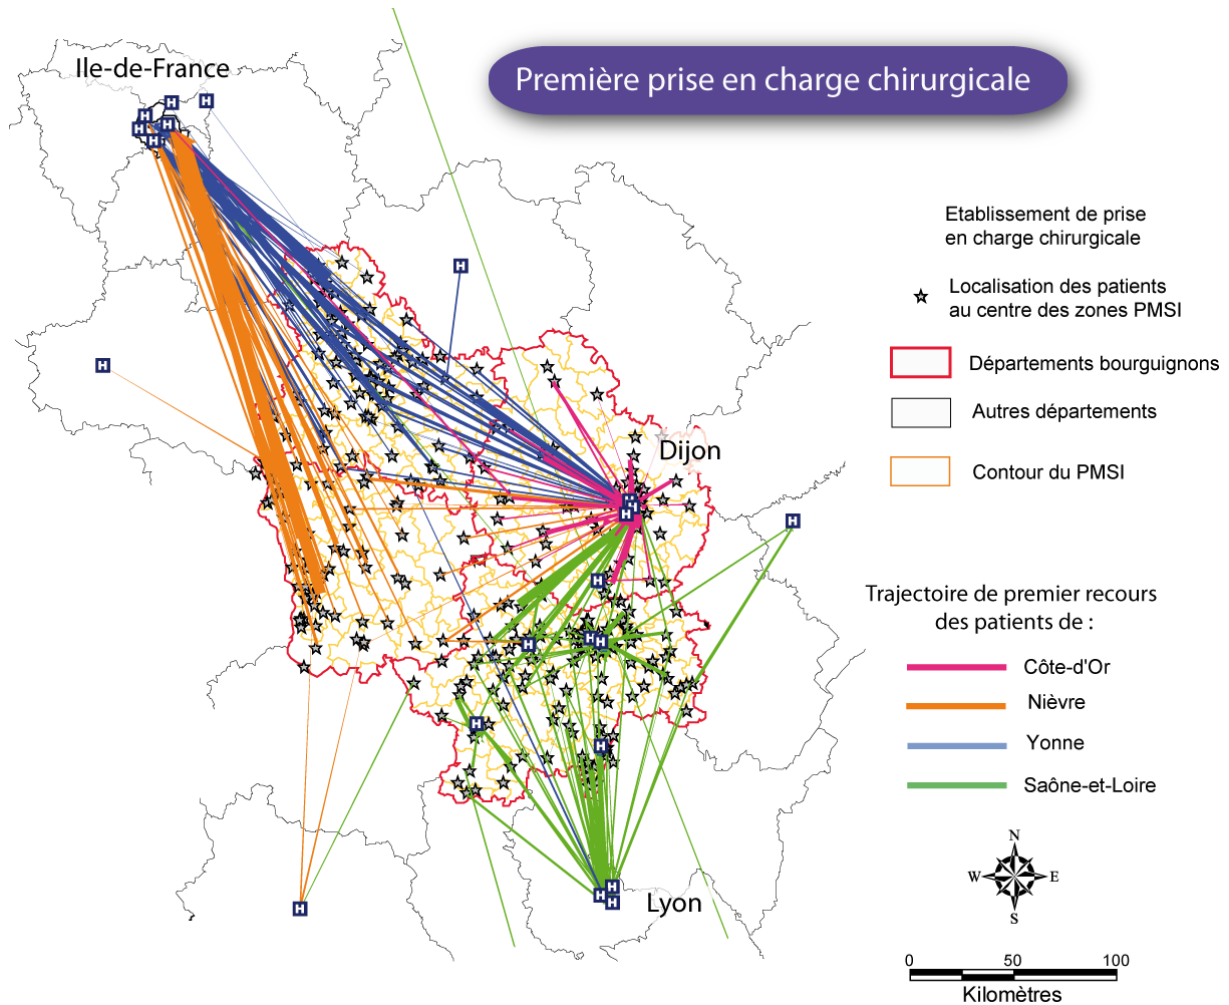 Première prise en charge chirurgicale
Ile-de-France
H
H
H
H
H
H
H
H
H
Dijon
H
H
H
H
H
H
H
H
H
H
H
H
H
H
Lyon
Etablissement de prise
en charge chirurgicale
Localisation des patients
au centre des zones PMSI
Départements bourguignons
Autres départements
Contour du PMSI
Trajectoire de premier recours
des patients de :
Côte-d'Or
Nièvre
Yonne
Saône-et-Loire
N
W
E
S
0
50
100
Kilomètres